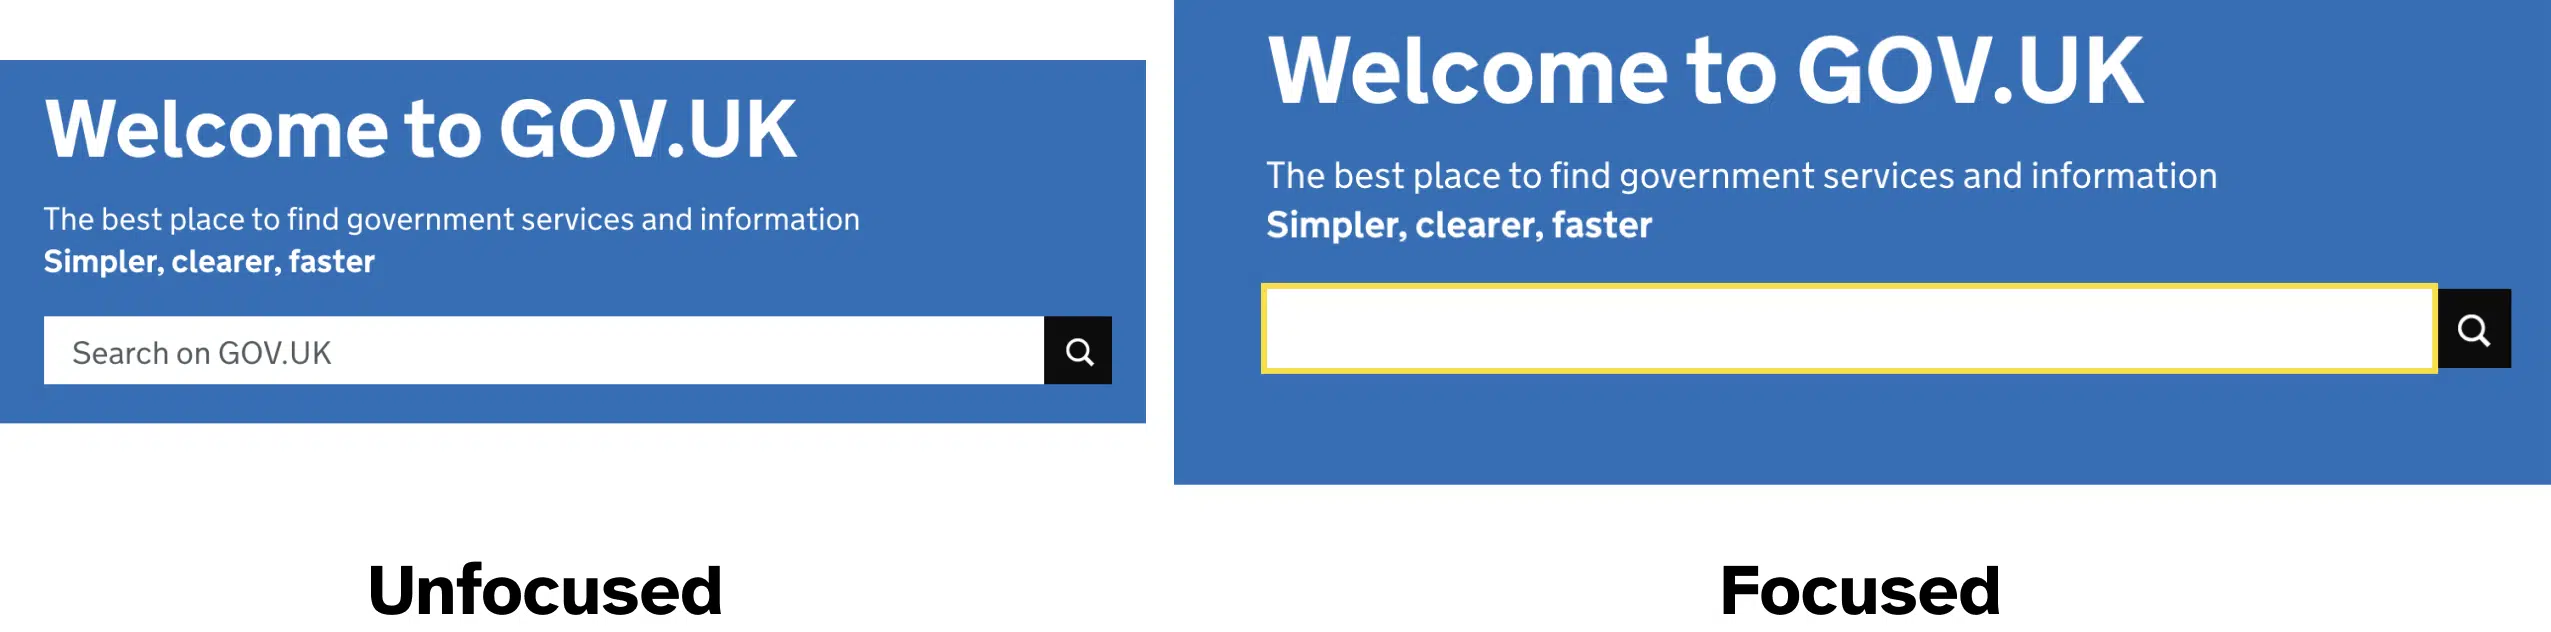 Welcome to GOV.UK
The best place to find government services and information
Simpler, clearer, faster
Search on GOV.UK
Unfocused
Welcome to GOV.UK
The best place to find government services and information
Simpler, clearer, faster
Focused